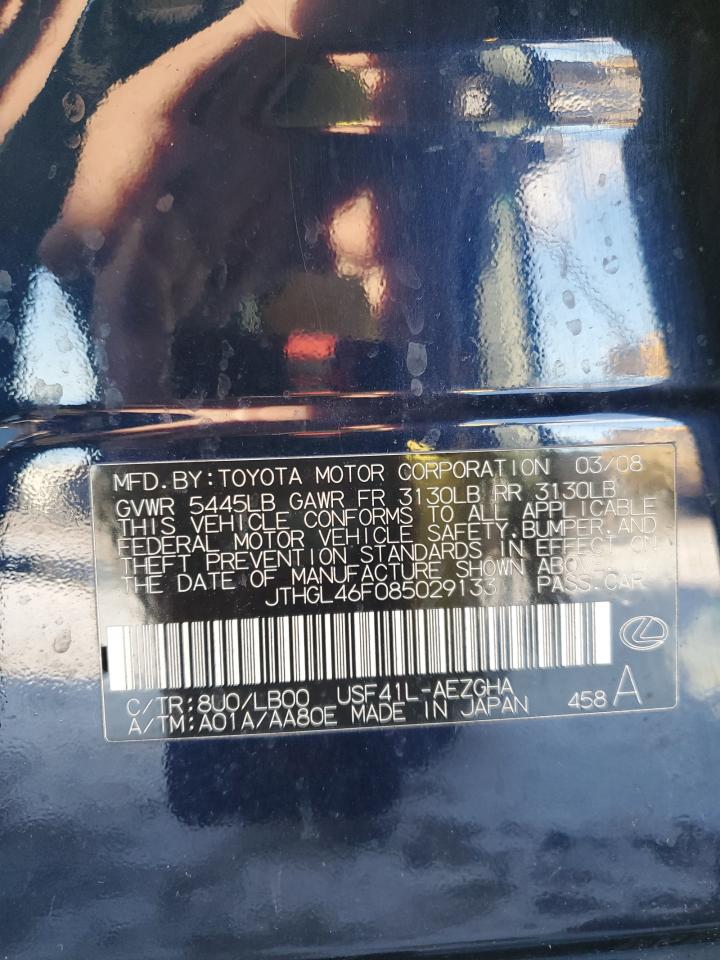 MFD. BY: TOYOTA MOTOR CORPORATION 03/08
GVWR 5445LB GAWR FR 3130LB RR 3130LB
THIS VEHICLE CONFORMS TO ALL APPLICABLE
FEDERAL MOTOR VEHICLE SAFETY, BUMPER, AND
THEFT PREVENTION STANDARDS IN EFFECT ON
THE DATE OF MANUFACTURE SHOWN ABOVE.
JTHGL46F085029133 PASS. CAR
C/TR: 8U0/LB00 USF41L-AEZGHA
A/TM: A01A/AA80E MADE IN JAPAN 458 A